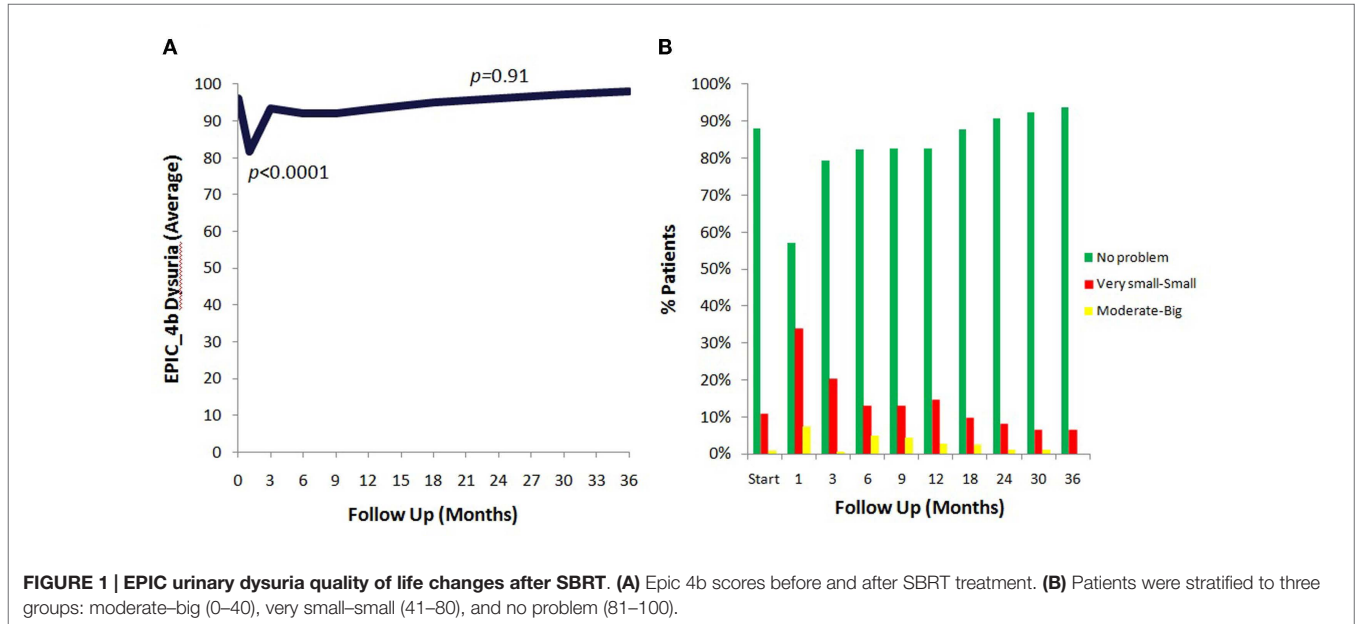 A
p=0.91
100
90
80
70
60
50
40
30
20
10
0
p<0.0001
EPIC_4b Dysuria (Average)
0 3 6 9 12 15 18 21 24 27 30 33 36
Follow Up (Months)
B
100%
90%
80%
70%
60%
50%
40%
30%
20%
10%
0%
% Patients
Start 1 3 6 9 12 18 24 30 36
Follow Up (Months)
No problem
Very small-Small
Moderate-Big
FIGURE 1 | EPIC urinary dysuria quality of life changes after SBRT. (A) Epic 4b scores before and after SBRT treatment. (B) Patients were stratified to three
groups: moderate–big (0–40), very small–small (41–80), and no problem (81–100).